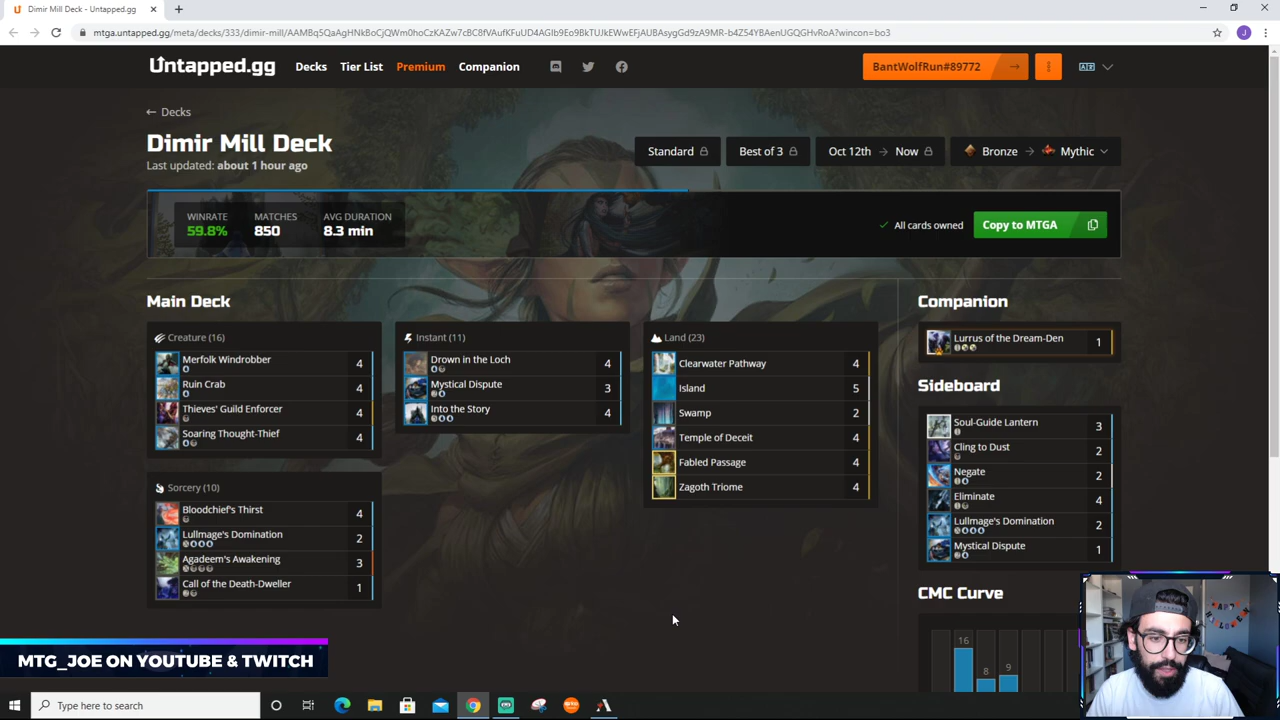 Dimir Mill Deck - Untapped.gg
mtga.untapped.gg/meta/decks/333/dimir-mill/
Untapped.gg
Decks
Tier List
Premium
Companion
BantWolfRun#89772
← Decks
Dimir Mill Deck
Last updated: about 1 hour ago
Standard
Best of 3
Oct 12th → Now
Bronze → Mythic
WINRATE
59.8%
MATCHES
850
AVG DURATION
8.3 min
All cards owned
Copy to MTGA
Main Deck
Creature (16)
Merfolk Windrobber 4
Ruin Crab 4
Thieves' Guild Enforcer 4
Soaring Thought-Thief 4
Sorcery (10)
Bloodchief's Thirst 4
Lullmage's Domination 2
Agadeem's Awakening 3
Call of the Death-Dweller 1
Instant (11)
Drown in the Loch 4
Mystical Dispute 3
Into the Story 4
Land (23)
Clearwater Pathway 4
Island 5
Swamp 2
Temple of Deceit 4
Fabled Passage 4
Zagoth Triome 4
Companion
Lurrus of the Dream-Den 1
Sideboard
Soul-Guide Lantern 3
Cling to Dust 2
Negate 2
Eliminate 4
Lullmage's Domination 2
Mystical Dispute 1
CMC Curve
16
8
9
MTG_JOE ON YOUTUBE & TWITCH
Type here to search